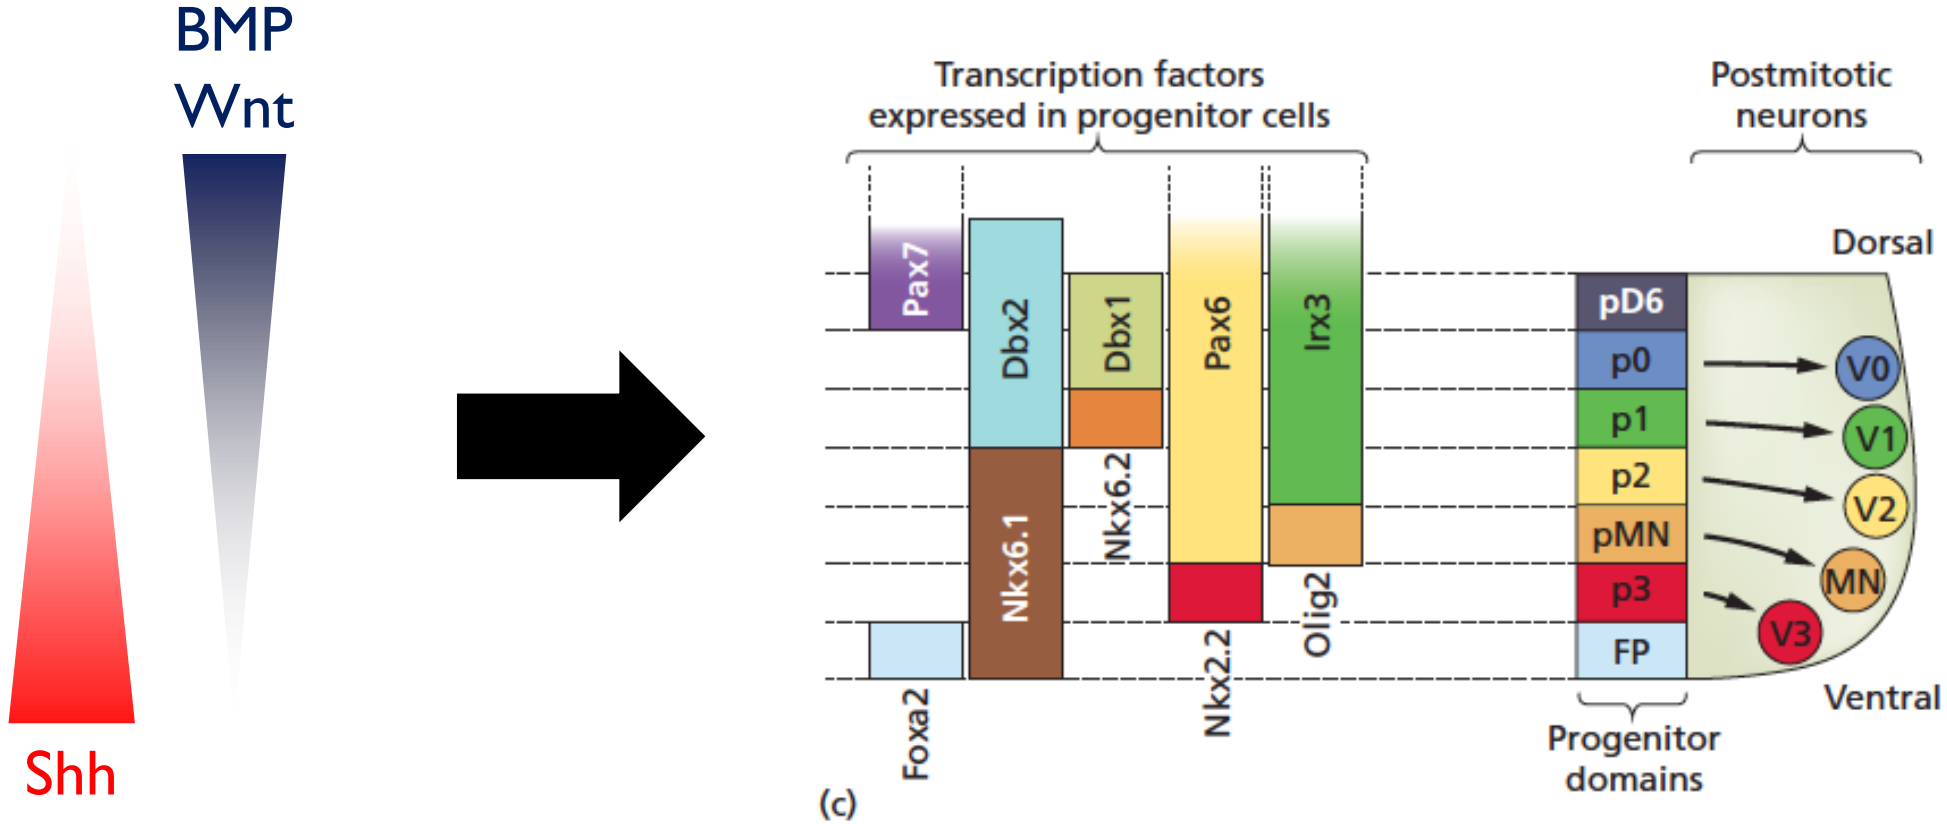 BMP
Wnt
Shh
Transcription factors
expressed in progenitor cells
Postmitotic
neurons
Pax7
Dbx2
Dbx1
Pax6
Irx3
Nkx6.1
Nkx6.2
Foxa2
Nkx2.2
Olig2
Dorsal
pD6
p0
p1
p2
pMN
p3
FP
V0
V1
V2
MN
V3
Ventral
Progenitor
domains
(c)